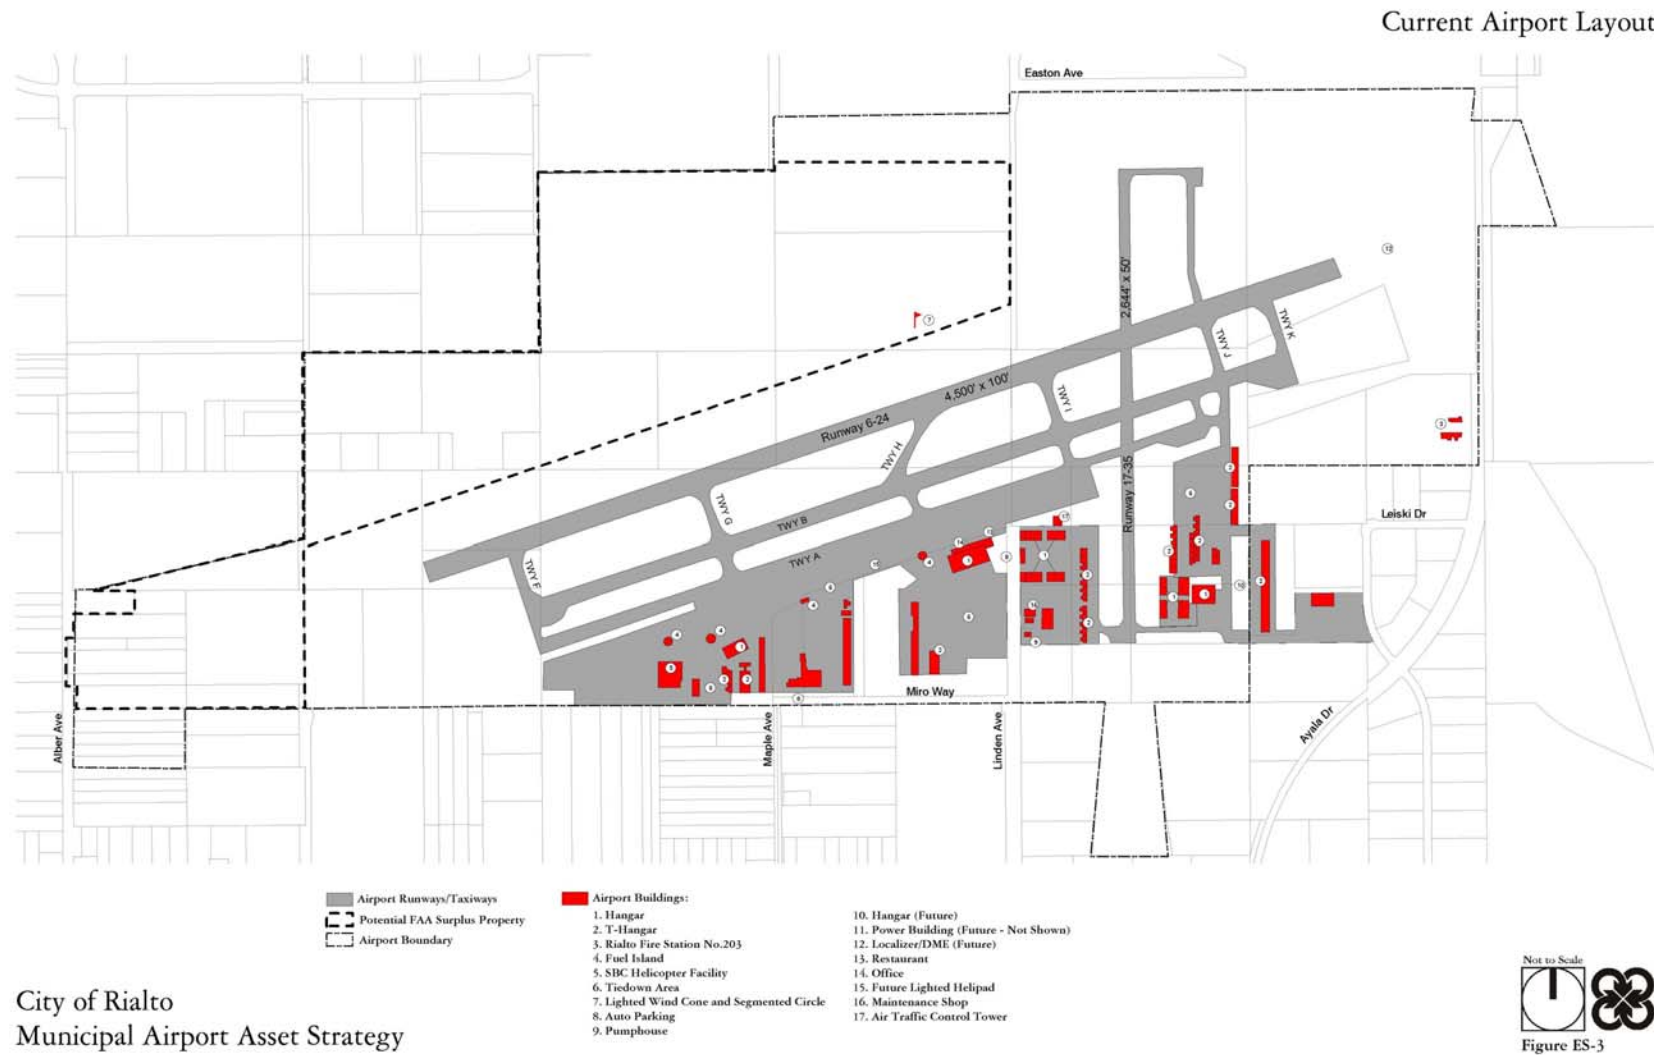 Current Airport Layout
Easton Ave
2,644' x 50'
12
7
TWY K
TWY J
4,500' x 100'
TWY I
Runway 6-24
TWY H
Runway 17-35
TWY G
TWY B
TWY A
TWY F
Leiski Dr
Miro Way
Alber Ave
Maple Ave
Linden Ave
Ayala Dr
Airport Runways/Taxiways
Potential FAA Surplus Property
Airport Boundary
Airport Buildings:
1. Hangar
2. T-Hangar
3. Rialto Fire Station No.203
4. Fuel Island
5. SBC Helicopter Facility
6. Tiedown Area
7. Lighted Wind Cone and Segmented Circle
8. Auto Parking
9. Pumphouse
10. Hangar (Future)
11. Power Building (Future - Not Shown)
12. Localizer/DME (Future)
13. Restaurant
14. Office
15. Future Lighted Helipad
16. Maintenance Shop
17. Air Traffic Control Tower
City of Rialto
Municipal Airport Asset Strategy
Not to Scale
Figure ES-3